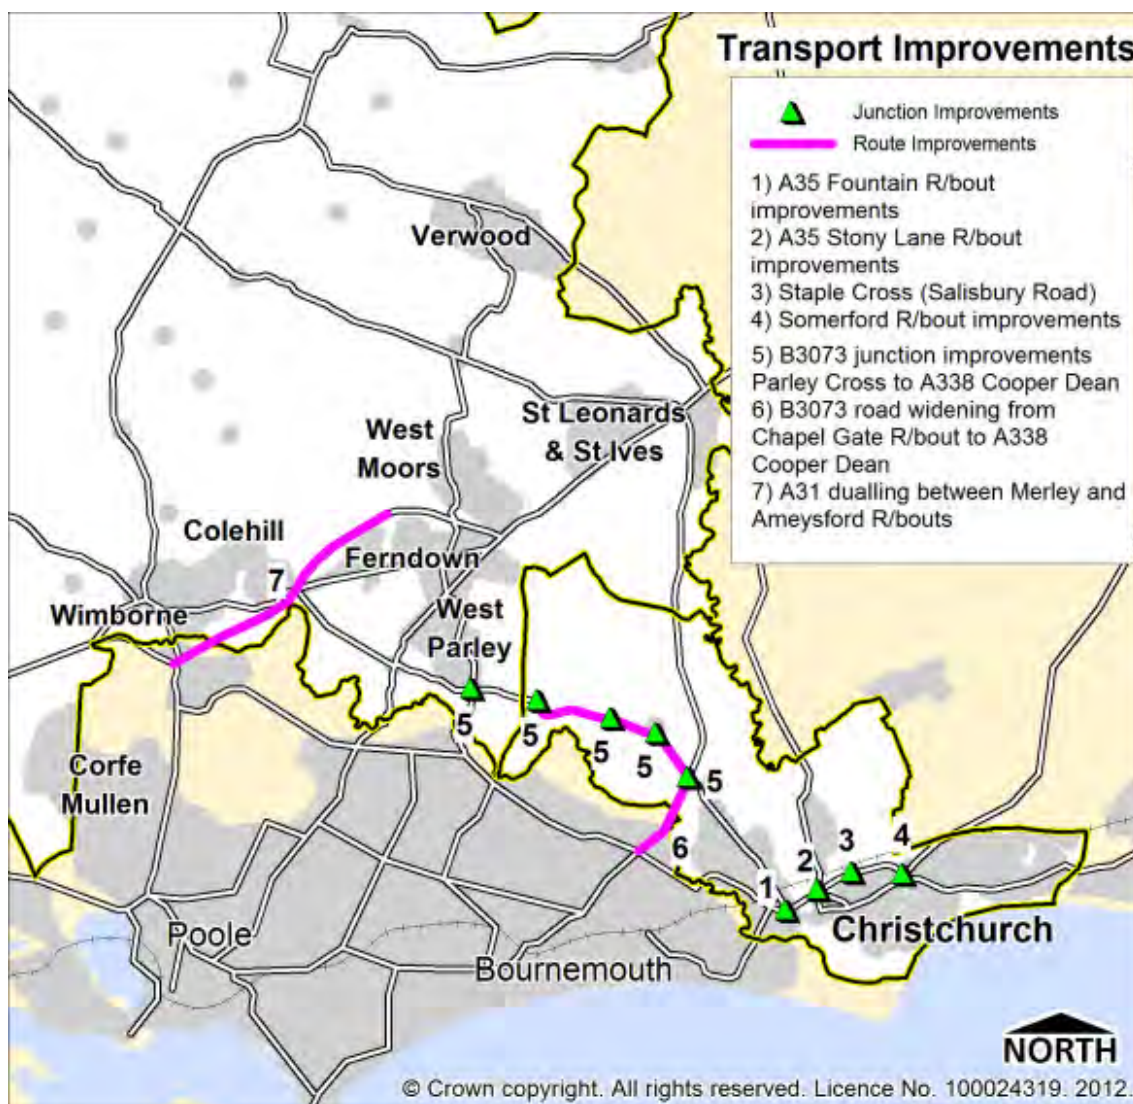 Transport Improvements
Junction Improvements
Route Improvements
1) A35 Fountain R/bout
improvements
2) A35 Stony Lane R/bout
improvements
3) Staple Cross (Salisbury Road)
4) Somerford R/bout improvements
5) B3073 junction improvements
Parley Cross to A338 Cooper Dean
6) B3073 road widening from
Chapel Gate R/bout to A338
Cooper Dean
7) A31 dualling between Merley and
Ameysford R/bouts
Verwood
St Leonards
& St Ives
West
Moors
Colehill
Ferndown
7
Wimborne
West
Parley
5
5
5
5
5
Corfe
Mullen
6
1
2
3
4
Poole
Christchurch
Bournemouth
NORTH
© Crown copyright. All rights reserved. Licence No. 100024319. 2012.